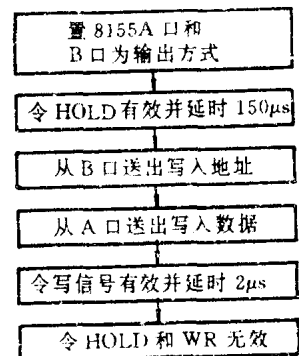 置 8155A 口和
B 口为输出方式
令 HOLD 有效并延时 150μs
从 B 口送出写入地址
从 A 口送出写入数据
令写信号有效并延时 2μs
令 HOLD 和 WR 无效